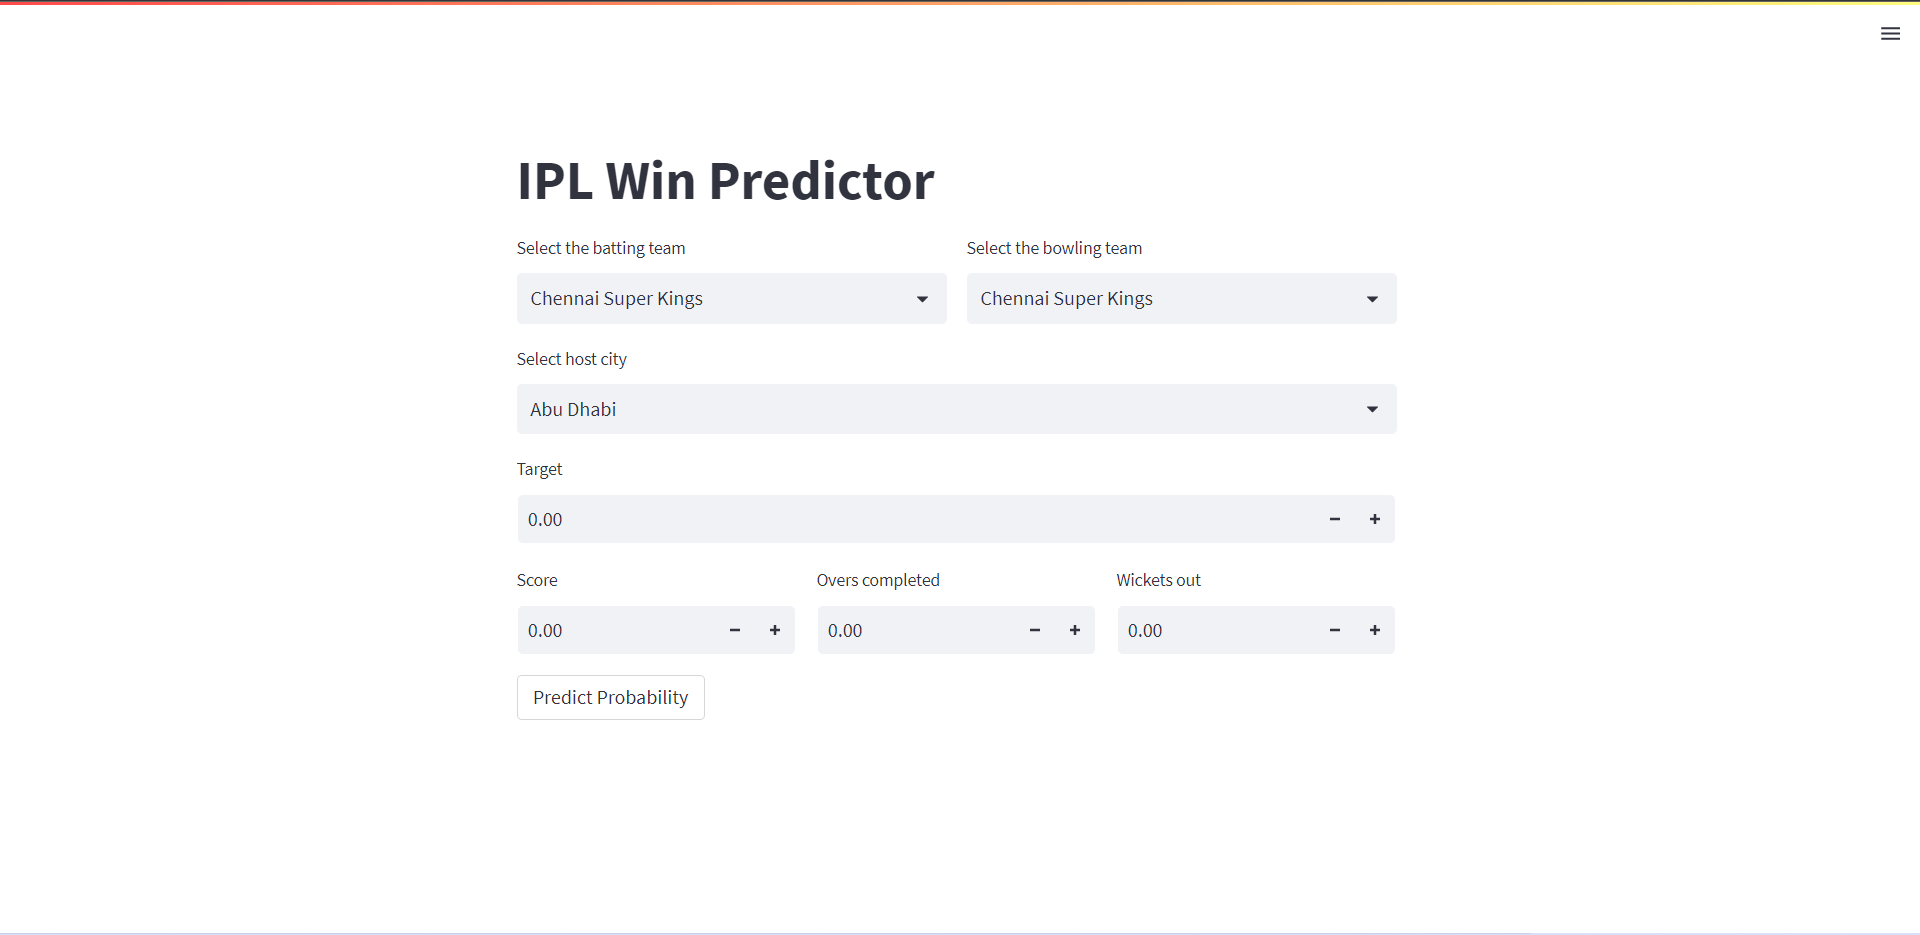 IPL Win Predictor
Select the batting team
Select the bowling team
Chennai Super Kings
Chennai Super Kings
Select host city
Abu Dhabi
Target
0.00
Score
Overs completed
Wickets out
0.00
0.00
0.00
Predict Probability